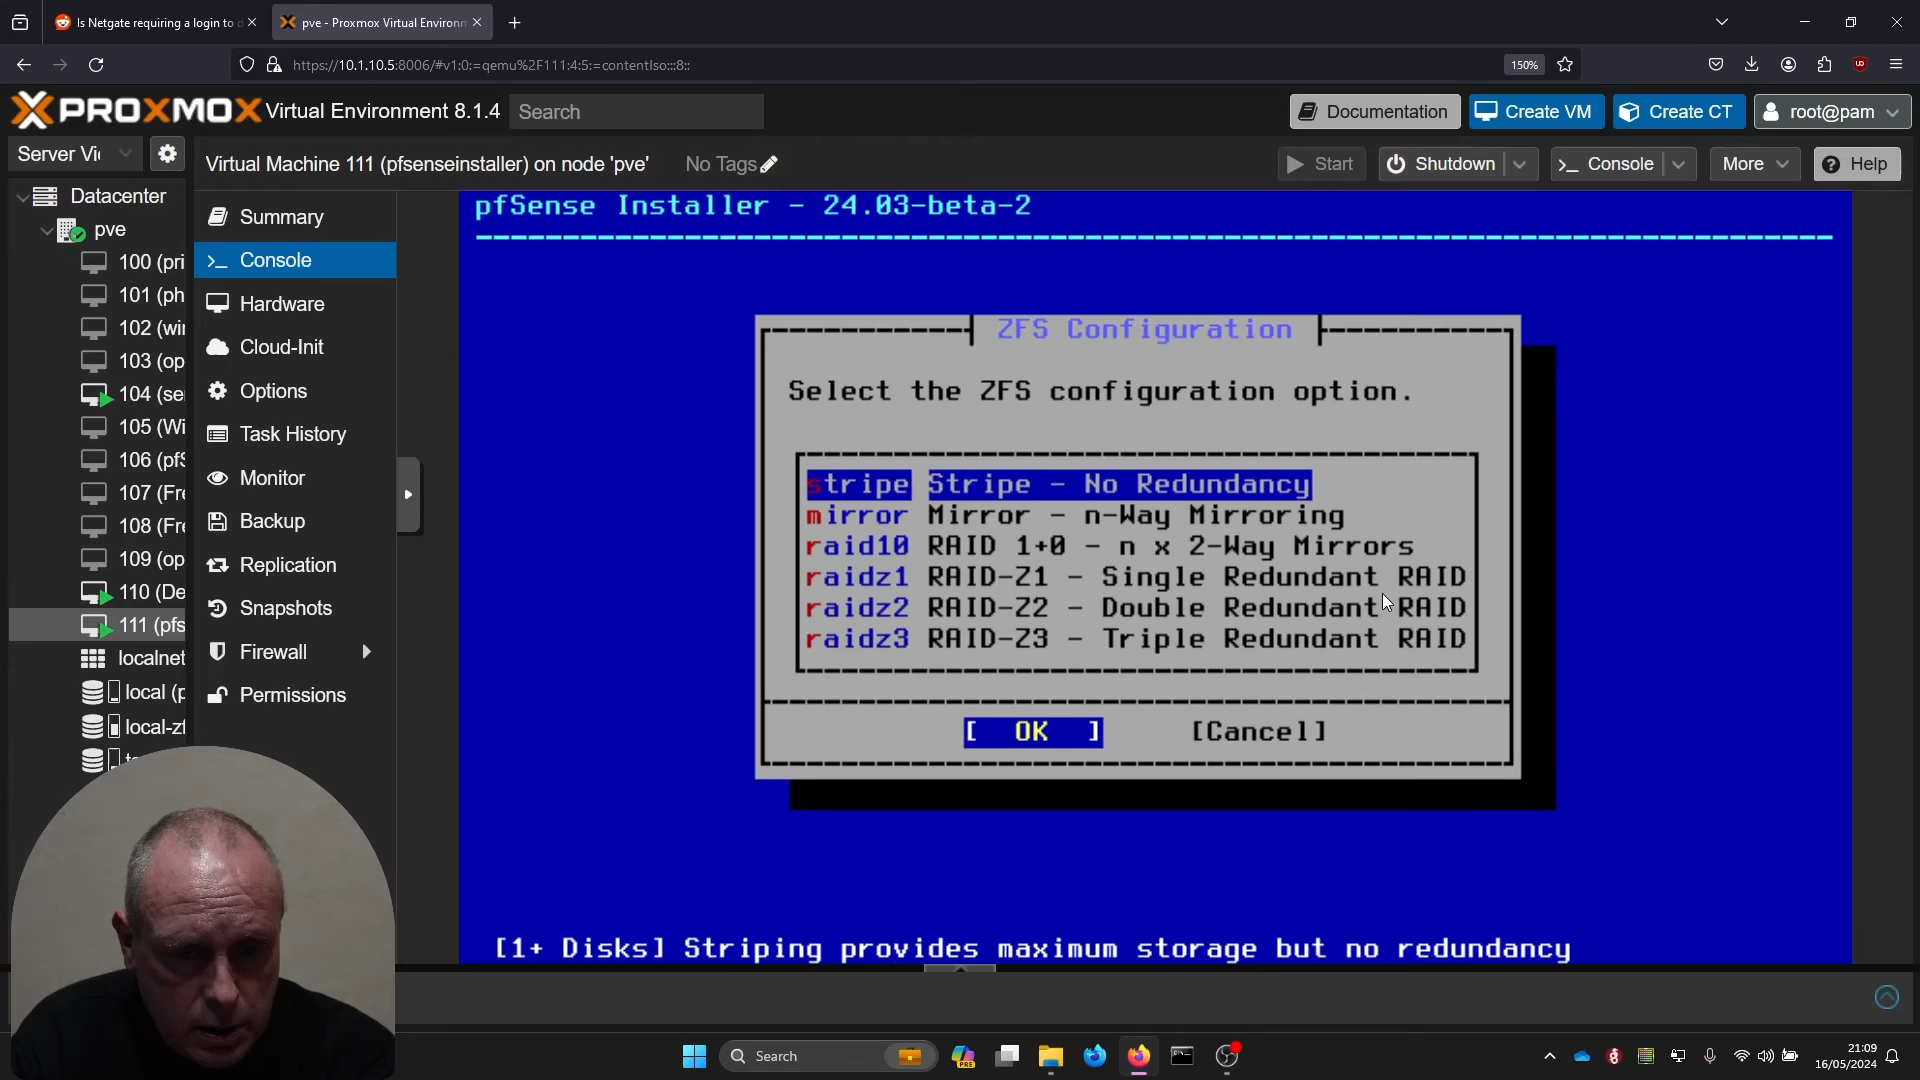 Is Netgate requiring a login to d
pve - Proxmox Virtual Environm
https://10.1.10.5:8006/#v1:0:=qemu%2F111:4:5:=contentIso:::8::
150%
PROXMOX Virtual Environment 8.1.4
Search
Documentation
Create VM
Create CT
root@pam
Server Vi
Virtual Machine 111 (pfsenseinstaller) on node 'pve'
No Tags
Start
Shutdown
Console
More
Help
Datacenter
pve
100 (pri
101 (ph
102 (wi
103 (op
104 (se
105 (Wi
106 (pfS
107 (Fre
108 (Fre
109 (op
110 (De
111 (pfs
localnet
local (p
local-zf
Summary
Console
Hardware
Cloud-Init
Options
Task History
Monitor
Backup
Replication
Snapshots
Firewall
Permissions
pfSense Installer - 24.03-beta-2
ZFS Configuration
Select the ZFS configuration option.
stripe Stripe - No Redundancy
mirror Mirror - n-Way Mirroring
raid10 RAID 1+0 - n x 2-Way Mirrors
raidz1 RAID-Z1 - Single Redundant RAID
raidz2 RAID-Z2 - Double Redundant RAID
raidz3 RAID-Z3 - Triple Redundant RAID
[ OK ]
[Cancel]
[1+ Disks] Striping provides maximum storage but no redundancy
Search
21:09
16/05/2024